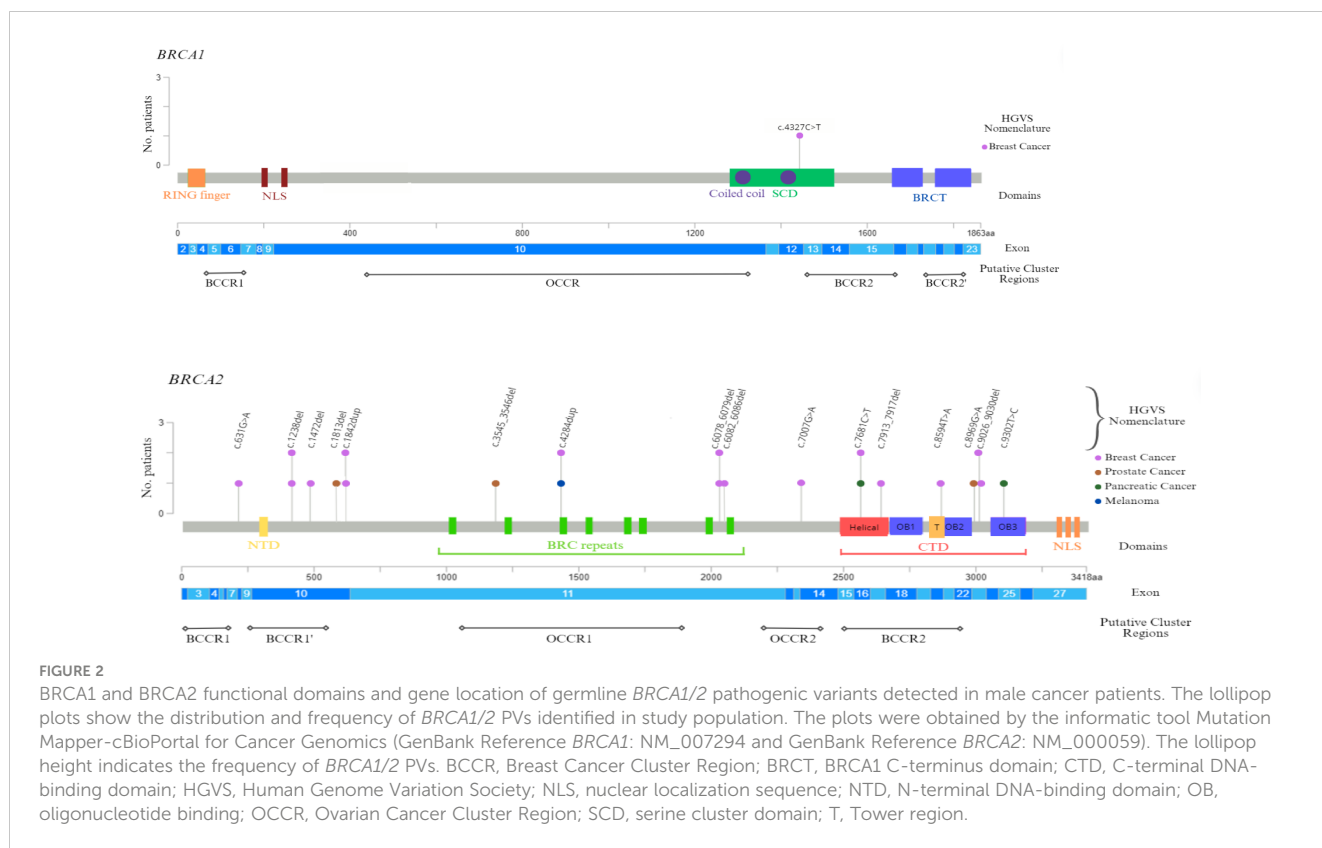 BRCA1
3
0
No. patients
c.4327C>T
HGVS
Nomenclature
Breast Cancer
RING finger
NLS
Coiled coil
SCD
BRCT
Domains
0 400 800 1200 1600 1863aa
2 3 4 5 6 7 8 9 10 12 13 14 15 23
Exon
BCCR1
OCCR
BCCR2
BCCR2'
Putative Cluster
Regions
BRCA2
3
0
No. patients
c.631G>A
c.1238del
c.1472del
c.1813del
c.1842dup
c.3545_3546del
c.4284dup
c.6078_6079del
c.6082_6086del
c.7007G>A
c.7681C>T
c.7913_7917del
c.8594T>A
c.8969G>A
c.9026_9030del
c.9302T>C
HGVS
Nomenclature
Breast Cancer
Prostate Cancer
Pancreatic Cancer
Melanoma
Helical OB1 T OB2 OB3
NTD
BRC repeats
CTD
NLS
Domains
0 500 1000 1500 2000 2500 3000 3418aa
3 4 7 9 10 11 14 15 16 18 22 25 27
Exon
BCCR1
BCCR1'
OCCR1
OCCR2
BCCR2
Putative Cluster
Regions
FIGURE 2
BRCA1 and BRCA2 functional domains and gene location of germline BRCA1/2 pathogenic variants detected in male cancer patients. The lollipop
plots show the distribution and frequency of BRCA1/2 PVs identified in study population. The plots were obtained by the informatic tool Mutation
Mapper-cBioPortal for Cancer Genomics (GenBank Reference BRCA1: NM_007294 and GenBank Reference BRCA2: NM_000059). The lollipop
height indicates the frequency of BRCA1/2 PVs. BCCR, Breast Cancer Cluster Region; BRCT, BRCA1 C-terminus domain; CTD, C-terminal DNA-
binding domain; HGVS, Human Genome Variation Society; NLS, nuclear localization sequence; NTD, N-terminal DNA-binding domain; OB,
oligonucleotide binding; OCCR, Ovarian Cancer Cluster Region; SCD, serine cluster domain; T, Tower region.